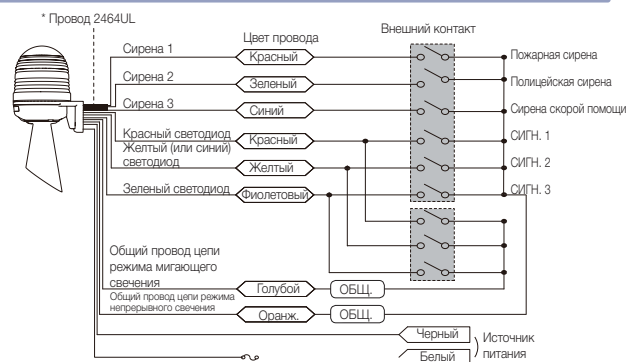 * Провод 2464UL
Цвет провода
Внешний контакт
Сирена 1
Красный
Пожарная сирена
Сирена 2
Зеленый
Полицейская сирена
Сирена 3
Синий
Сирена скорой помощи
Красный светодиод
Красный
СИГН. 1
Желтый (или синий)
светодиод
Желтый
СИГН. 2
Зеленый светодиод
Фиолетовый
СИГН. 3
Общий провод цепи
режима мигающего
свечения
Голубой
ОБЩ.
Общий провод цепи режима
непрерывного свечения
Оранж.
ОБЩ.
Черный
Источник
питания
Белый